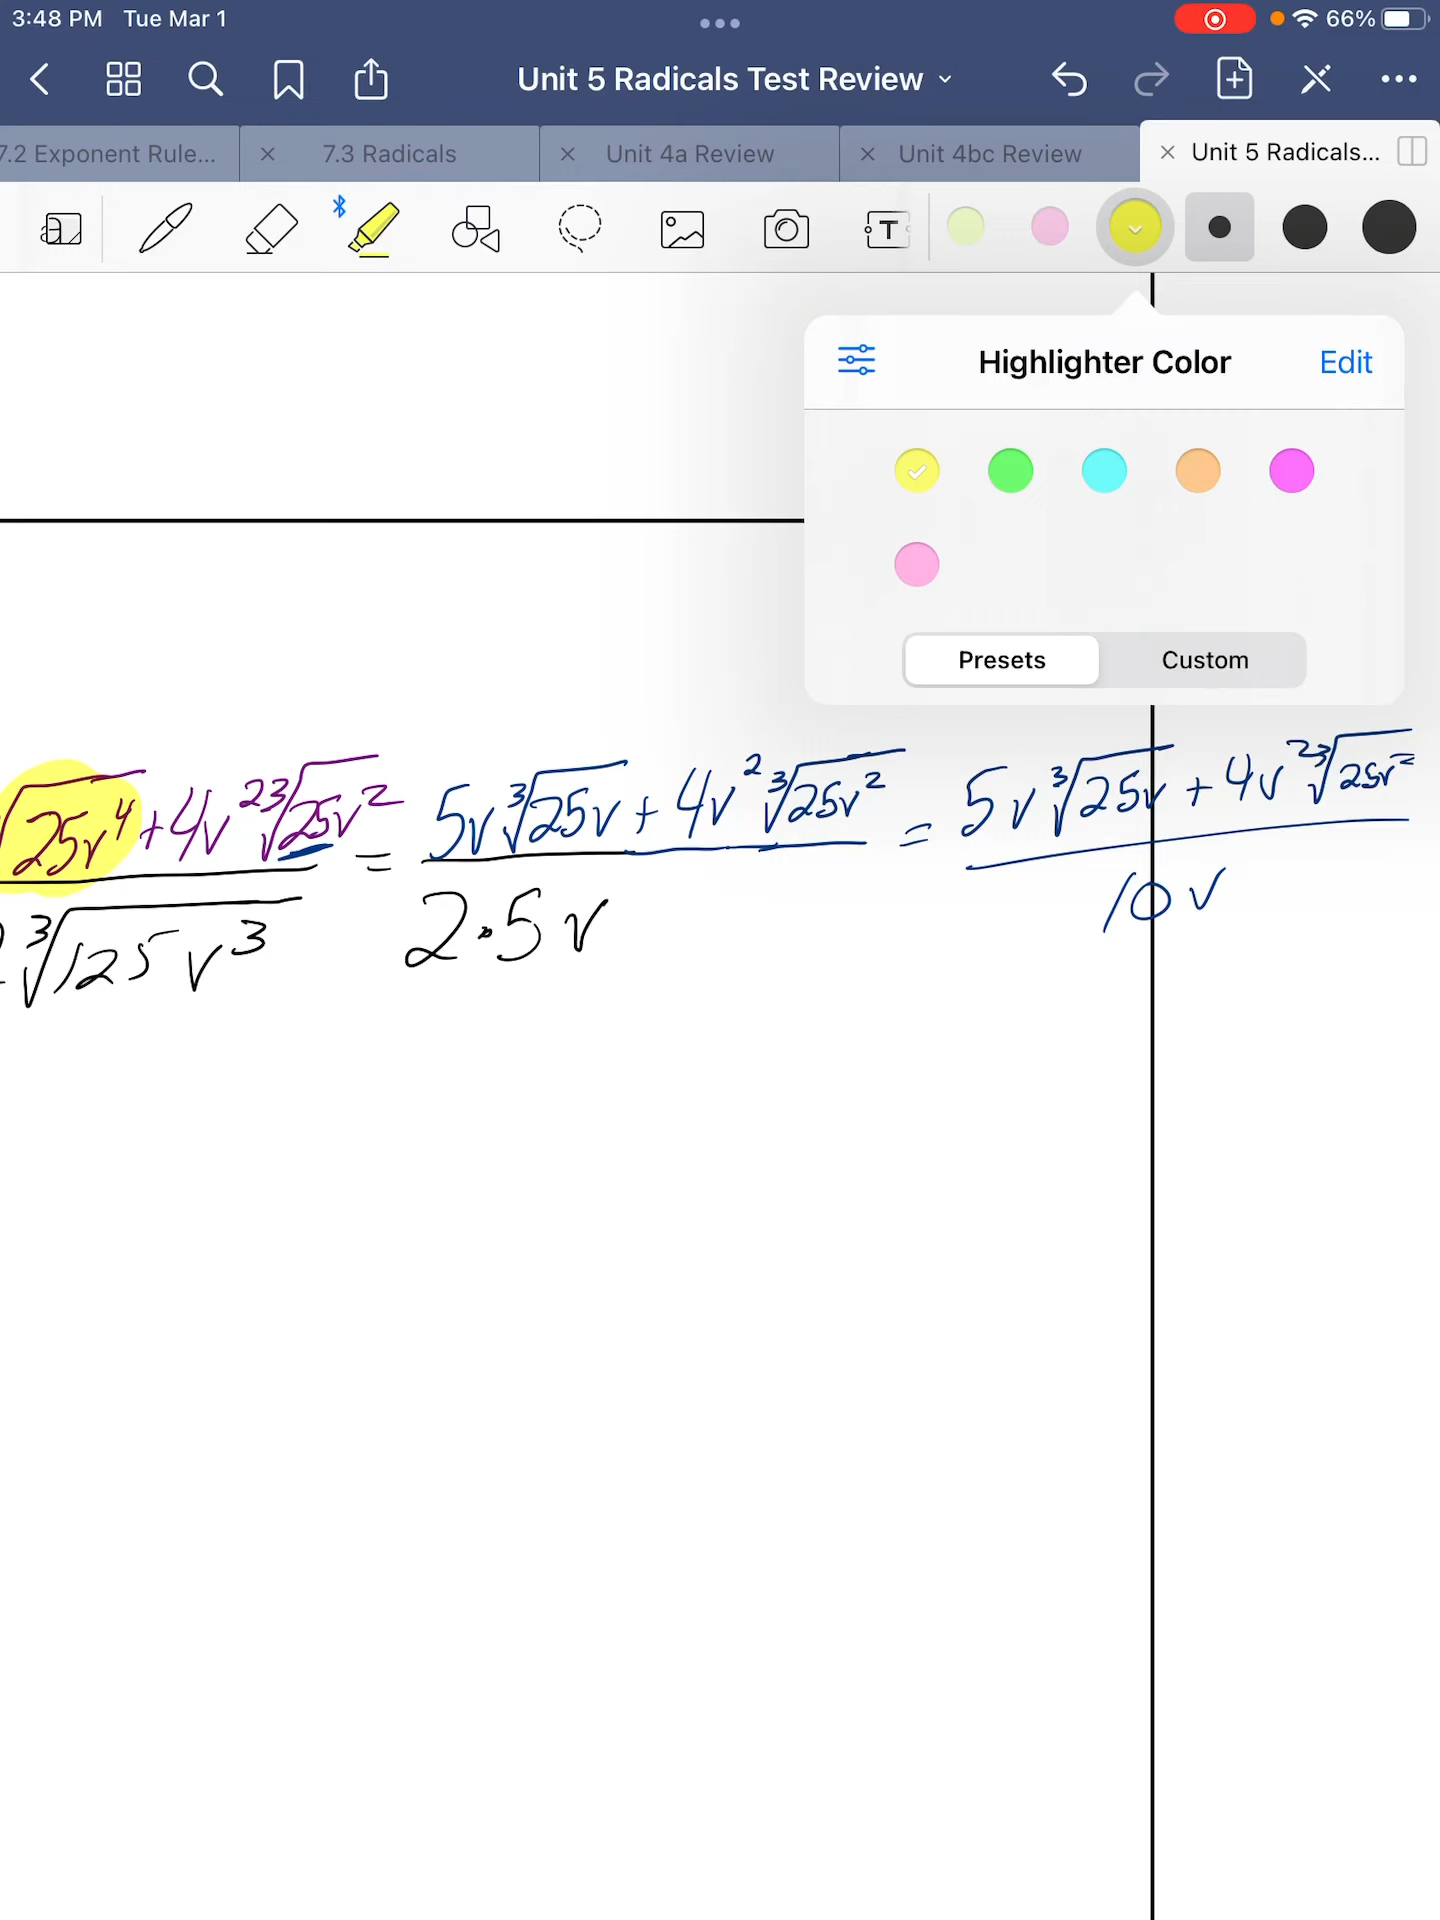 3:48 PM Tue Mar 1 66%
Unit 5 Radicals Test Review
7.2 Exponent Rule... 7.3 Radicals Unit 4a Review Unit 4bc Review Unit 5 Radicals...
a T
Highlighter Color Edit
Presets Custom
√25v⁴ + 4v² ∛25v² = 5v∛25v + 4v² ∛25v² = 5v∛25v + 4v² ∛25v²
∛125v³ 2·5v 10v